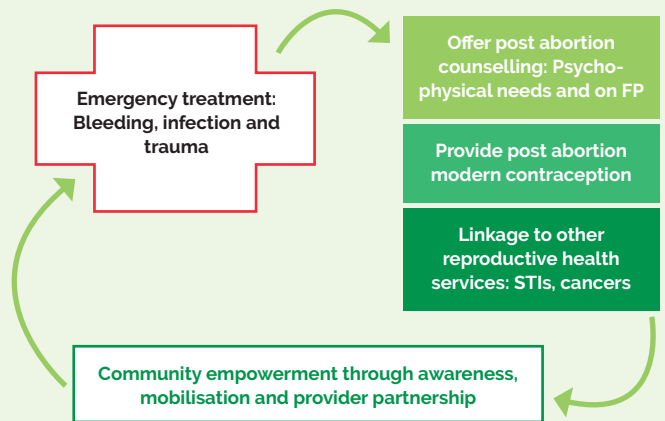 Emergency treatment:
Bleeding, infection and
trauma
Offer post abortion
counselling: Psycho-
physical needs and on FP
Provide post abortion
modern contraception
Linkage to other
reproductive health
services: STIs, cancers
Community empowerment through awareness,
mobilisation and provider partnership